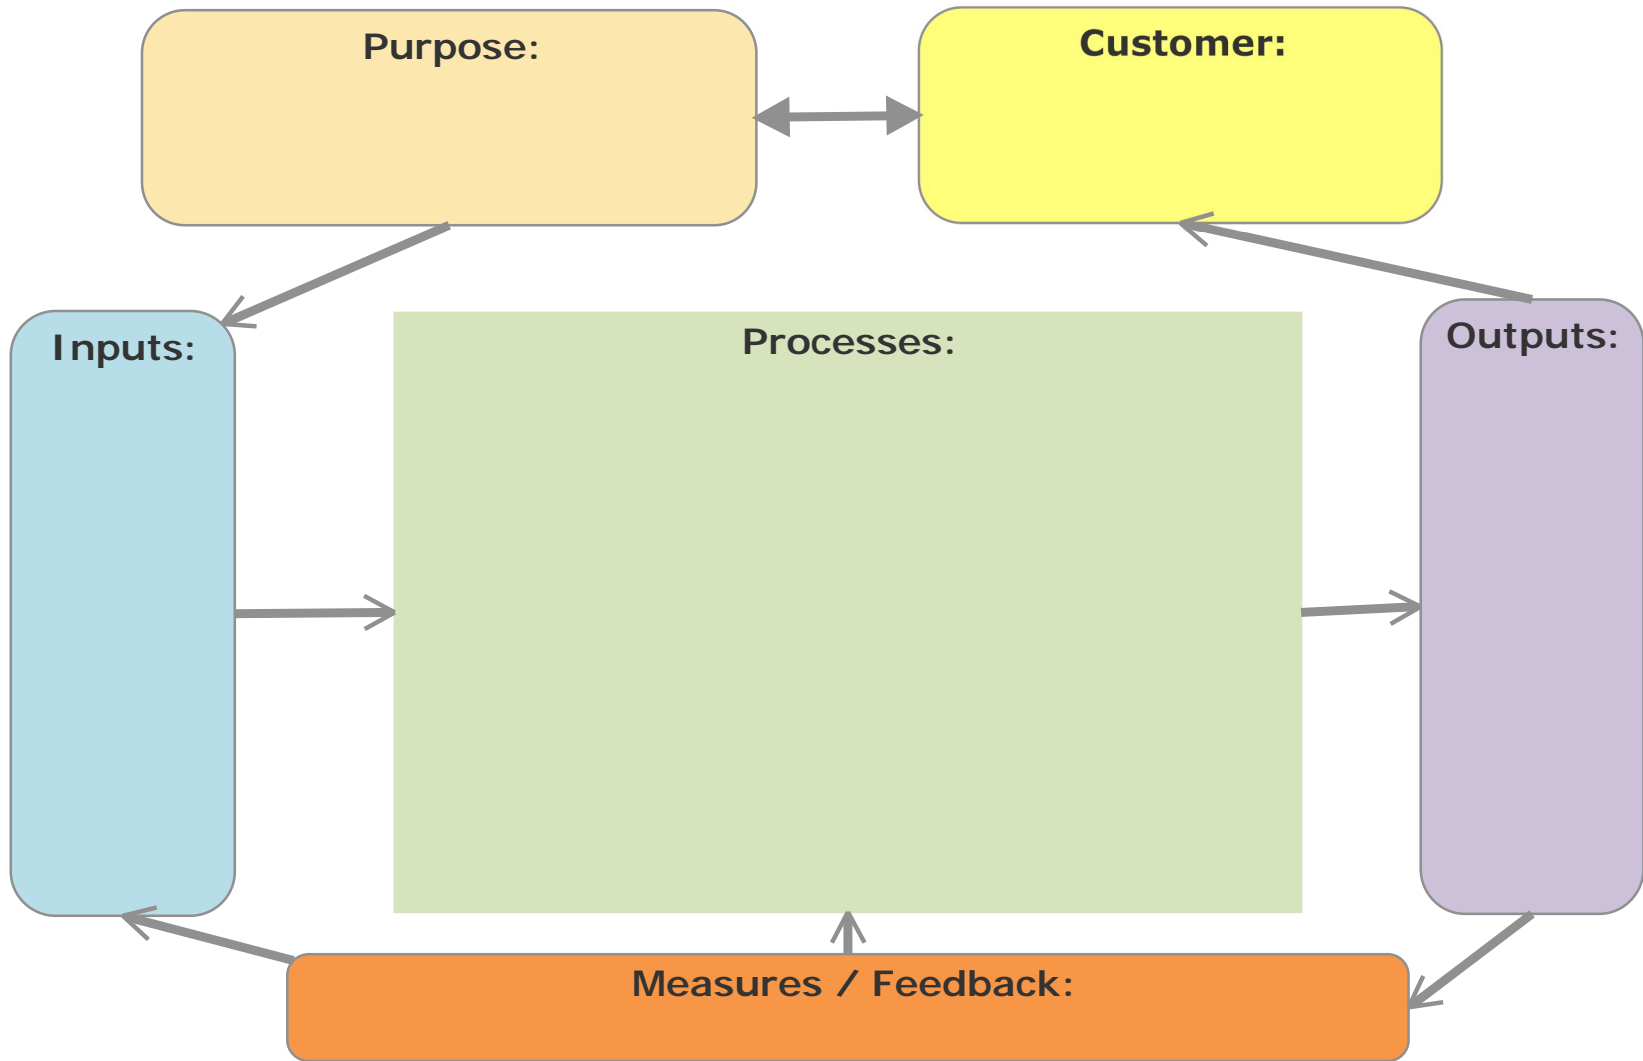 Purpose:
Customer:
Inputs:
Processes:
Outputs:
Measures / Feedback: